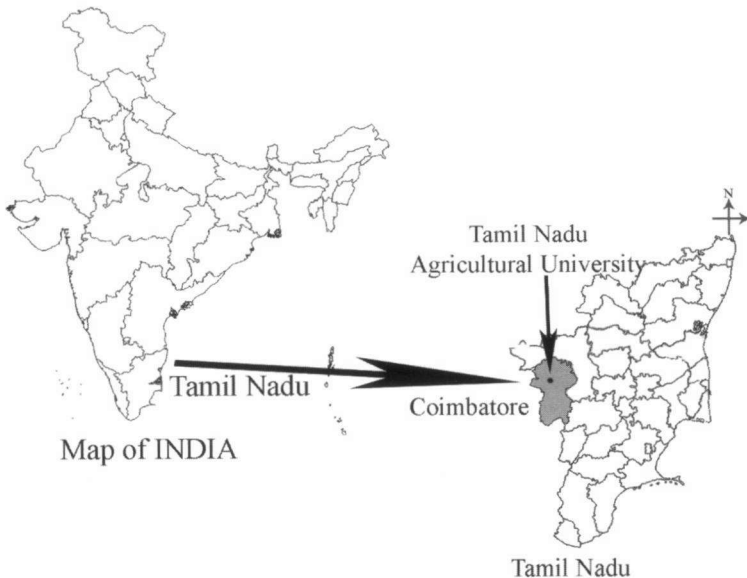 N
Tamil Nadu
Agricultural University
Tamil Nadu
Coimbatore
Map of INDIA
Tamil Nadu